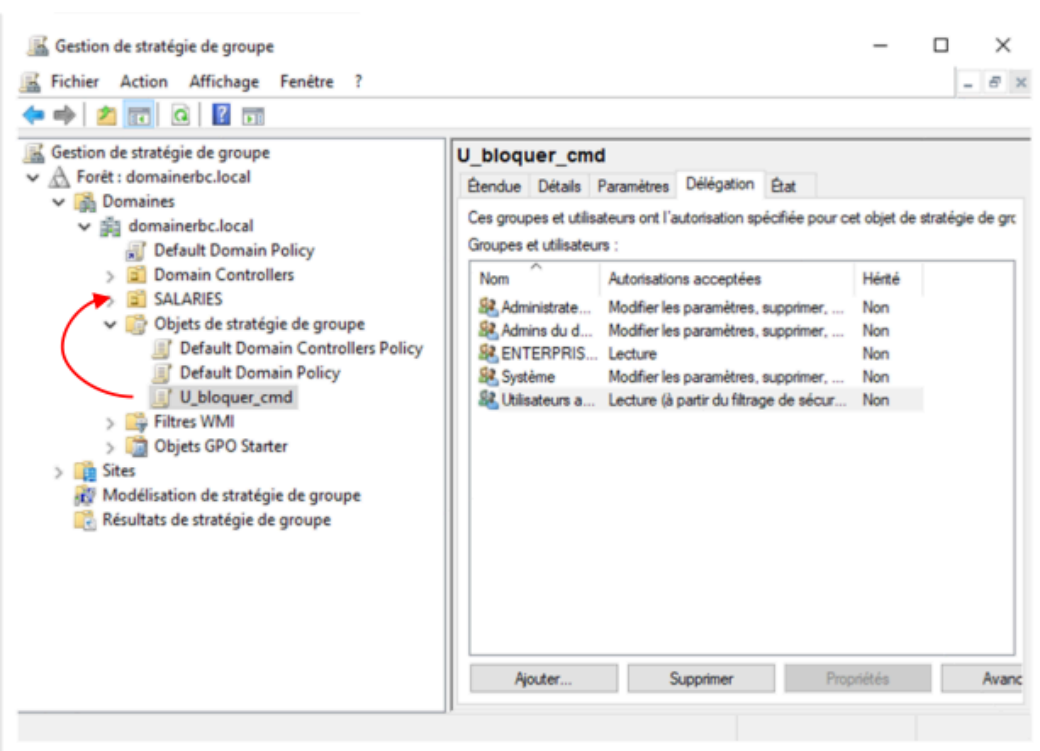 Gestion de stratégie de groupe
Fichier Action Affichage Fenêtre ?
Gestion de stratégie de groupe
Forêt : domainerbc.local
Domaines
domainerbc.local
Default Domain Policy
Domain Controllers
SALARIES
Objets de stratégie de groupe
Default Domain Controllers Policy
Default Domain Policy
U_bloquer_cmd
Filtres WMI
Objets GPO Starter
Sites
Modélisation de stratégie de groupe
Résultats de stratégie de groupe
U_bloquer_cmd
Étendue Détails Paramètres Délégation État
Ces groupes et utilisateurs ont l'autorisation spécifiée pour cet objet de stratégie de grc
Groupes et utilisateurs :
Nom Autorisations acceptées Hérité
Administrate... Modifier les paramètres, supprimer, ... Non
Admins du d... Modifier les paramètres, supprimer, ... Non
ENTERPRIS... Lecture Non
Système Modifier les paramètres, supprimer, ... Non
Utilisateurs a... Lecture (à partir du filtrage de sécur... Non
Ajouter... Supprimer Propriétés Avanc